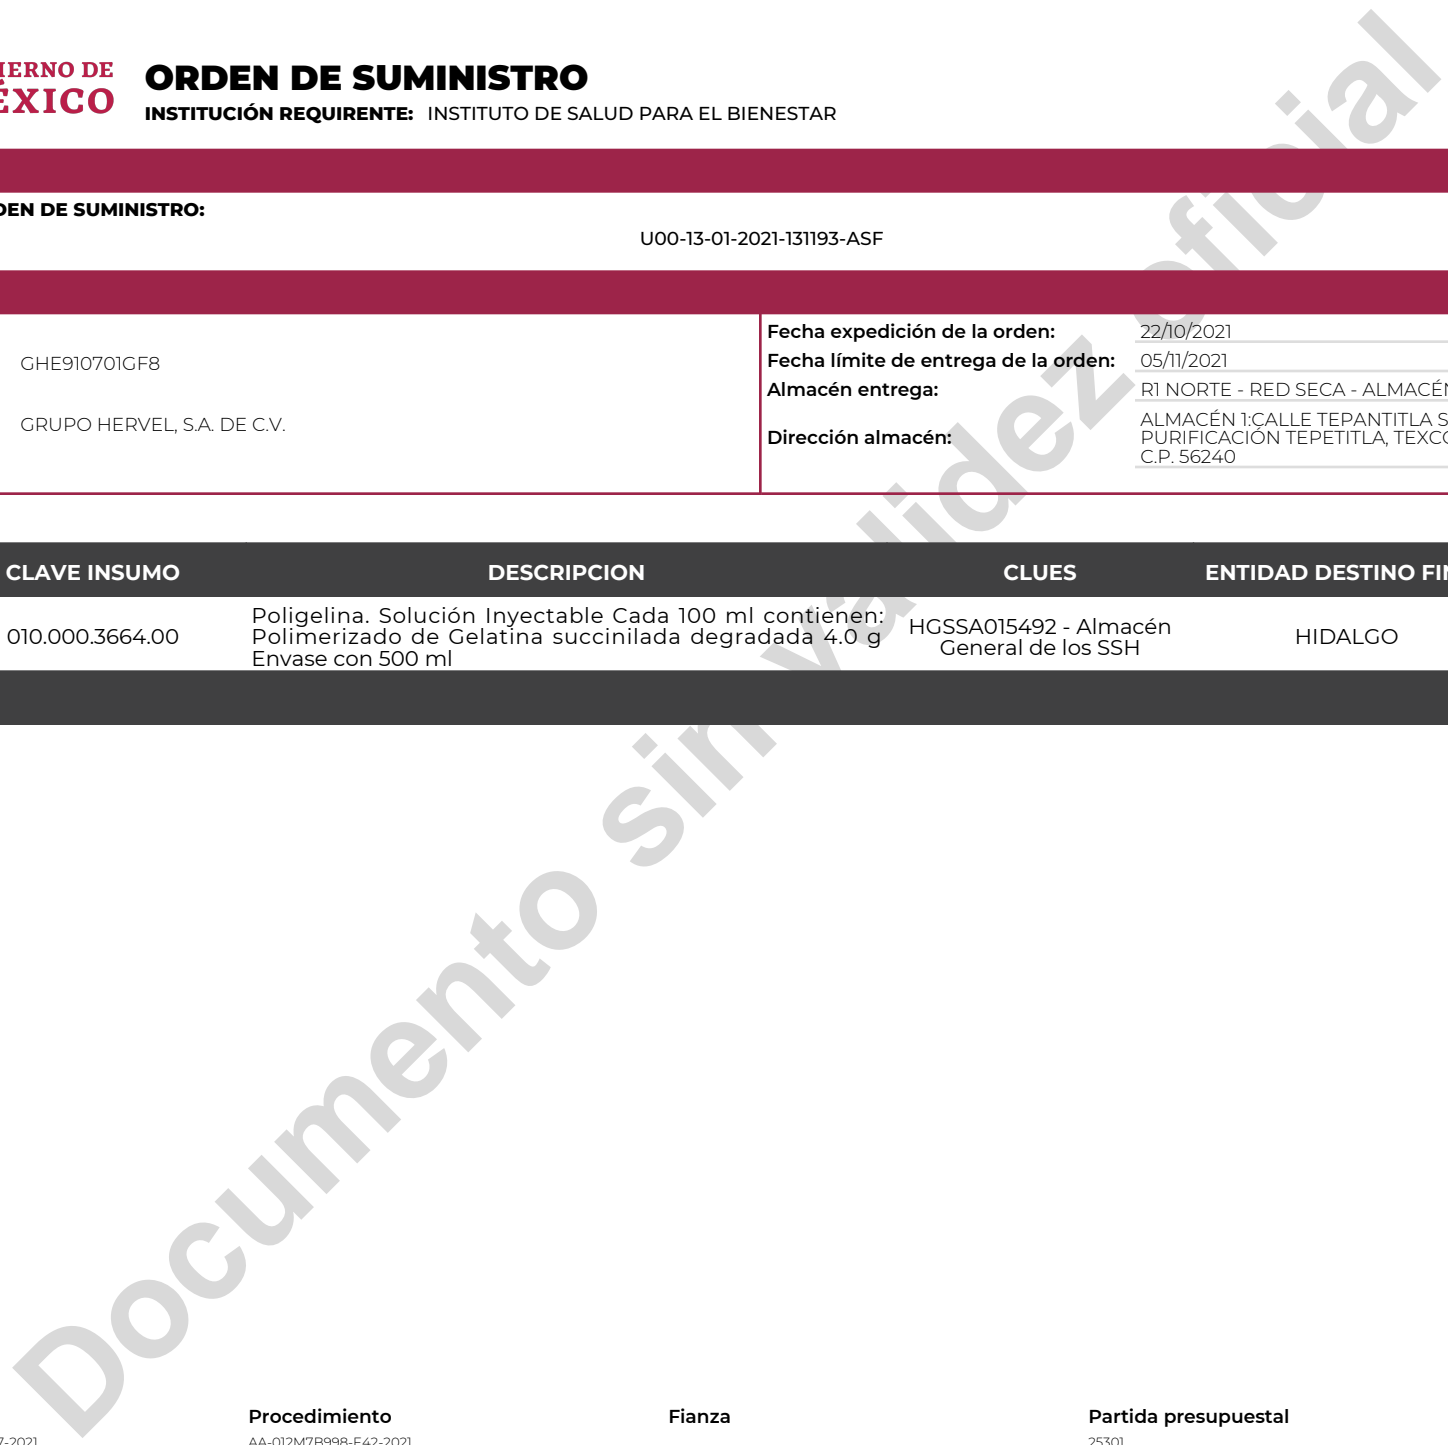 ORDEN DE SUMINISTRO
INSTITUCIÓN REQUIRENTE: INSTITUTO DE SALUD PARA EL BIENESTAR
DE
XICO
DE SUMINISTRO:
U00-13-01-2021-131193-ASF
GHE910701GF8
GRUPO HERVEL, S.A. DE C.V.
Fecha expedición de la orden: 22/10/2021
Fecha límite de entrega de la orden: 05/11/2021
Almacén entrega: R1 NORTE - RED SECA - ALMACÉN
Dirección almacén: ALMACÉN 1:CALLE TEPANTITLA
PURIFICACIÓN TEPETITLA,
C.P. 56240
CLAVE INSUMO DESCRIPCION CLUES ENTIDAD DESTINO
010.000.3664.00
Poligelina. Solución Inyectable Cada 100 ml contienen:
Polimerizado de Gelatina succinilada degradada 4.0 g
Envase con 500 ml
HGSSA015492 - Almacén
General de los SSH
HIDALGO
Documento sin validez oficial
Procedimiento Fianza Partida presupuestal
-2021 AA-012M7B998-E42-2021 25301